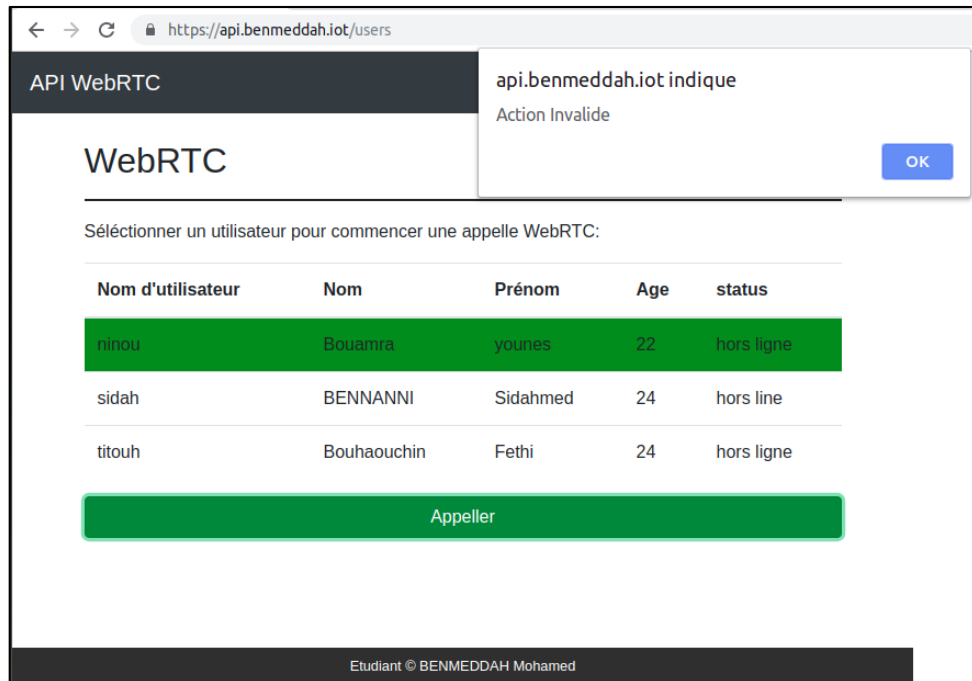 https://api.benmeddah.iot/users
API WebRTC
api.benmeddah.iot indique
Action Invalide
OK
WebRTC
Séléctionner un utilisateur pour commencer une appelle WebRTC:
Nom d'utilisateur Nom Prénom Age status
ninou Bouamra younes 22 hors ligne
sidah BENNANNI Sidahmed 24 hors line
titouh Bouhaouchin Fethi 24 hors ligne
Appeller
Etudiant © BENMEDDAH Mohamed